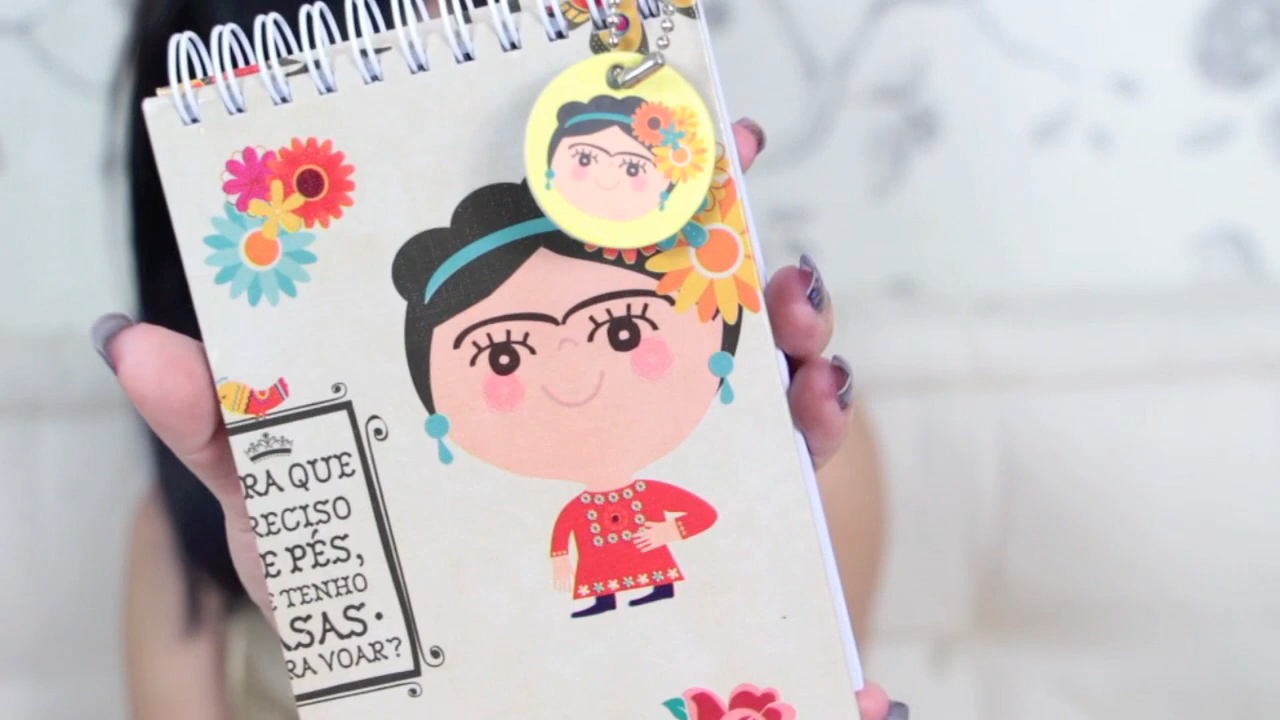 RA QUE
RECISO
E PÉS,
E TENHO
ASAS·
RA VOAR?